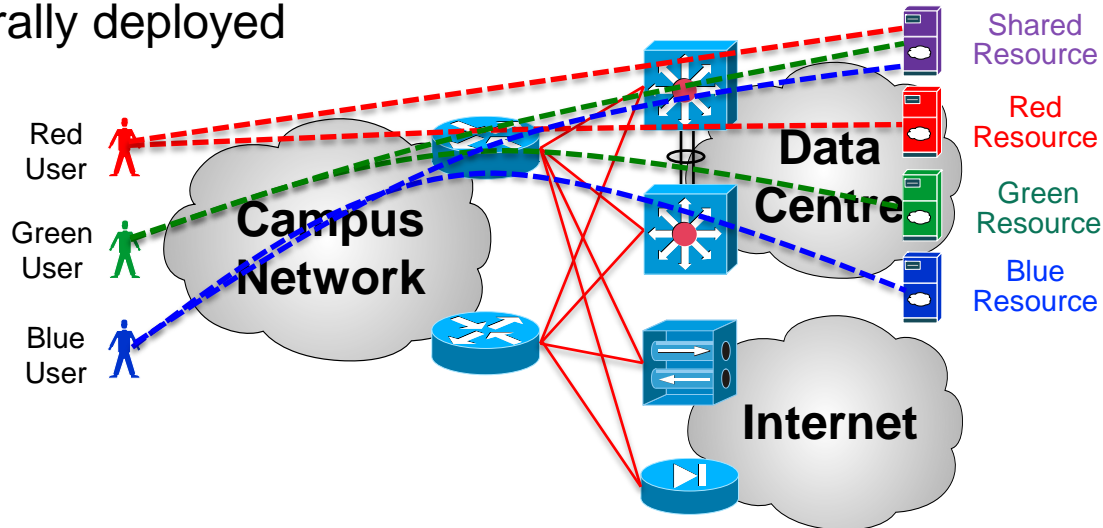 rally deployed
Shared
Resource
Red
User
Red
Resource
Data
Centre
Green
User
Campus
Network
Green
Resource
Blue
User
Blue
Resource
Internet